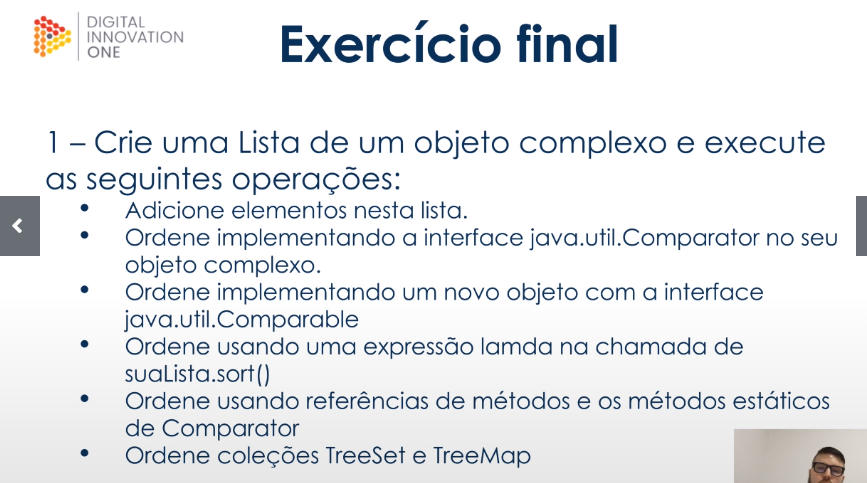 DIGITAL
INNOVATION
ONE
Exercício final
1 – Crie uma Lista de um objeto complexo e execute
as seguintes operações:
• Adicione elementos nesta lista.
• Ordene implementando a interface java.util.Comparator no seu
objeto complexo.
• Ordene implementando um novo objeto com a interface
java.util.Comparable
• Ordene usando uma expressão lamda na chamada de
suaLista.sort()
• Ordene usando referências de métodos e os métodos estáticos
de Comparator
• Ordene coleções TreeSet e TreeMap